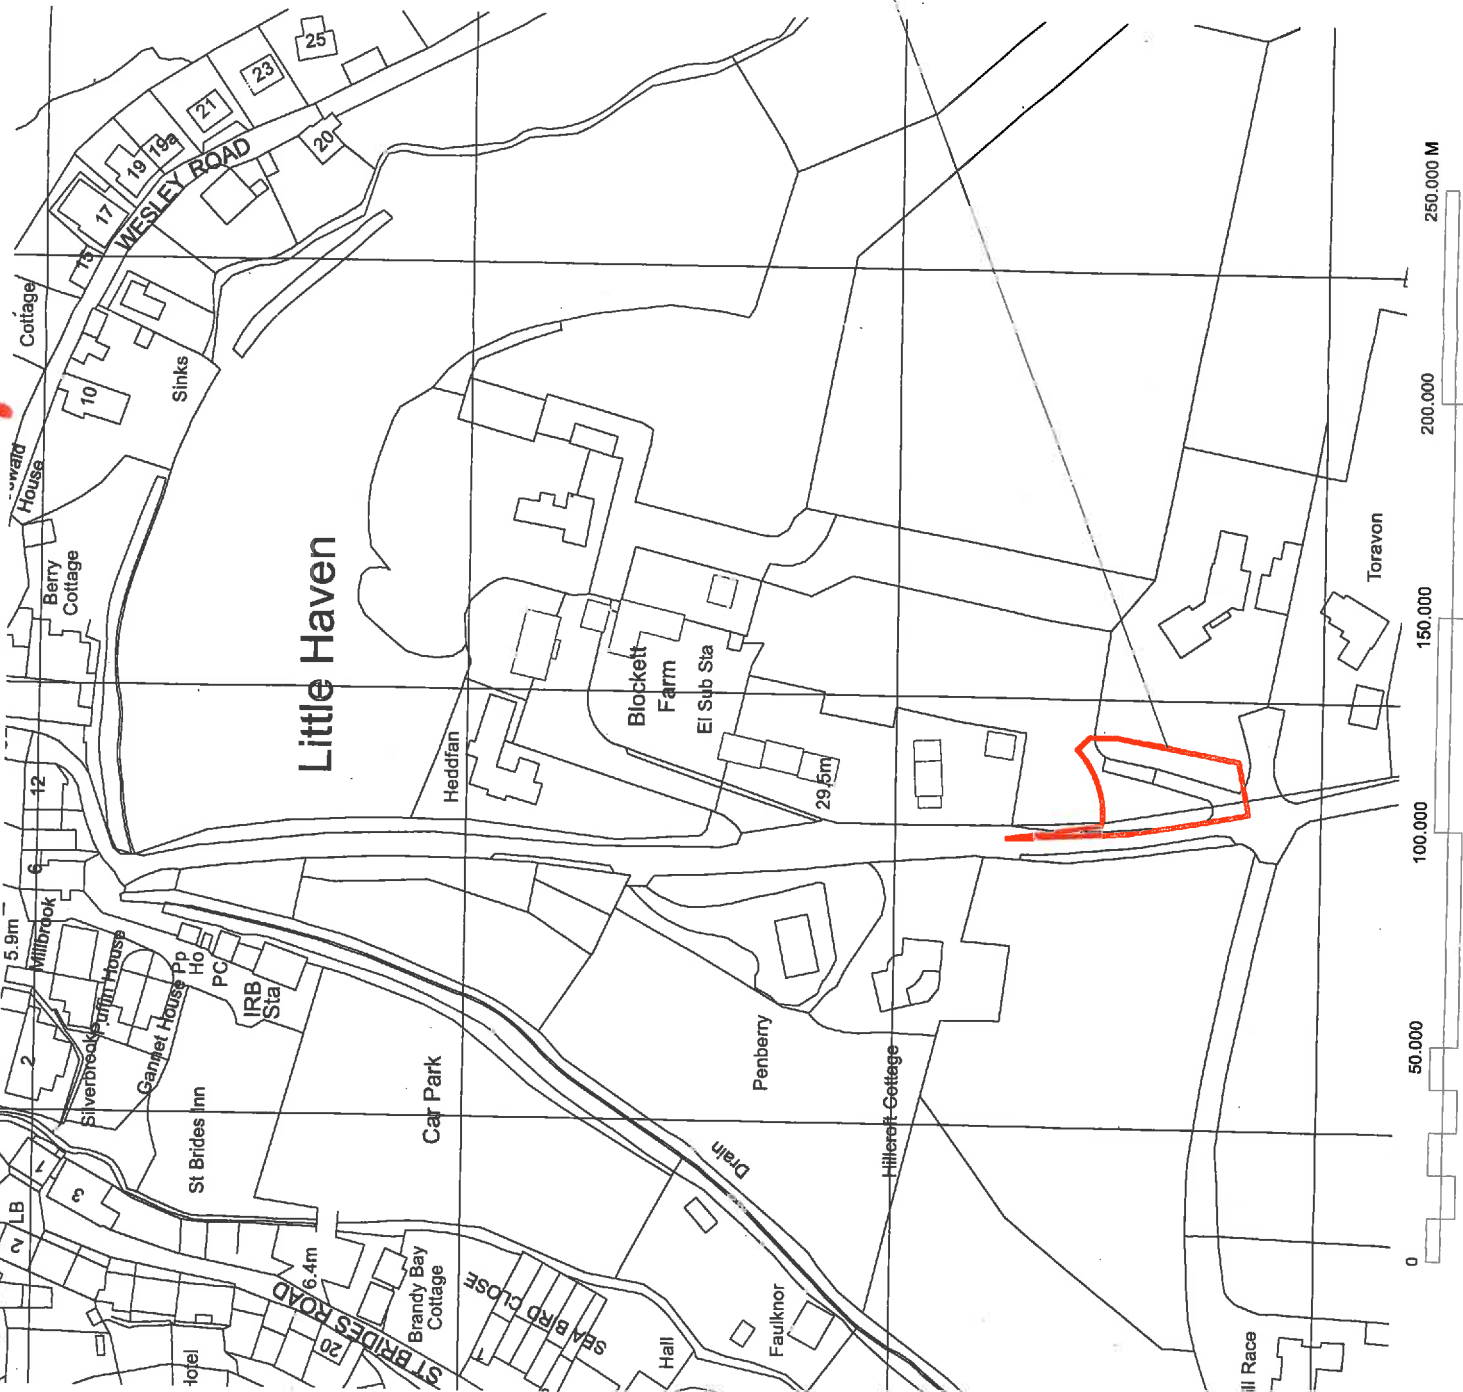 25
23
21
19a
19
17
15
20
WESLEY ROAD
Cottage
10
Sinks
House
Berry
Cottage
Little Haven
12
6
Heddfan
Blockett
Farm
El Sub Sta
29.5m
Toravon
5.9m
Millbrook
Puffin House
Gannet House
Silverbrook
2
Pp
Ho
PC
IRB
Sta
St Brides Inn
Car Park
Penberry
Hillcroft Cottage
Drain
LB
1
3
2
6.4m
ST BRIDES ROAD
20
Brandy Bay
Cottage
SEA BIRD CLOSE
1
Hall
Faulknor
Hotel
ill Race
0
50.000
100.000
150.000
200.000
250.000 M